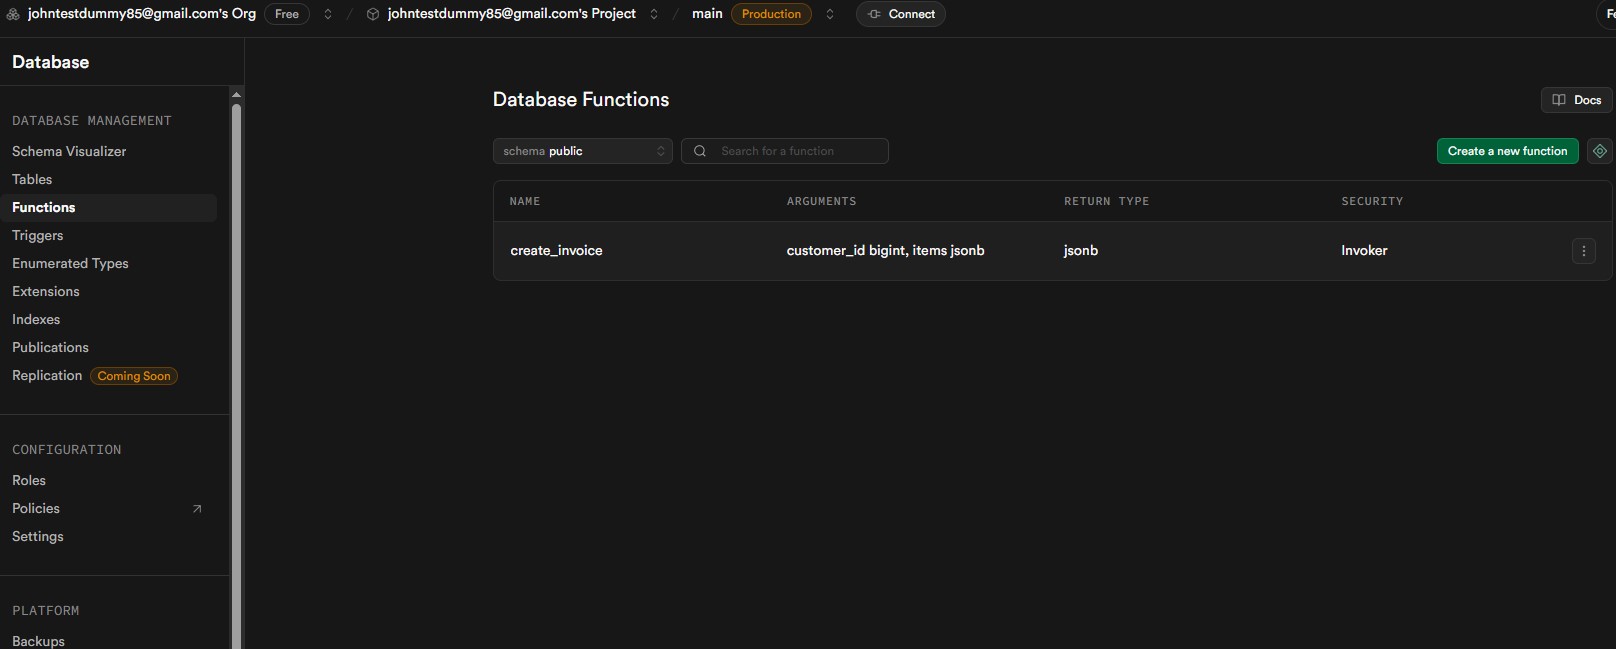 johntestdummy85@gmail.com's Org Free / johntestdummy85@gmail.com's Project / main Production Connect
Database
DATABASE MANAGEMENT
Schema Visualizer
Tables
Functions
Triggers
Enumerated Types
Extensions
Indexes
Publications
Replication Coming Soon
CONFIGURATION
Roles
Policies
Settings
PLATFORM
Backups
Database Functions
Docs
schema public Search for a function Create a new function
NAME ARGUMENTS RETURN TYPE SECURITY
create_invoice customer_id bigint, items jsonb jsonb Invoker